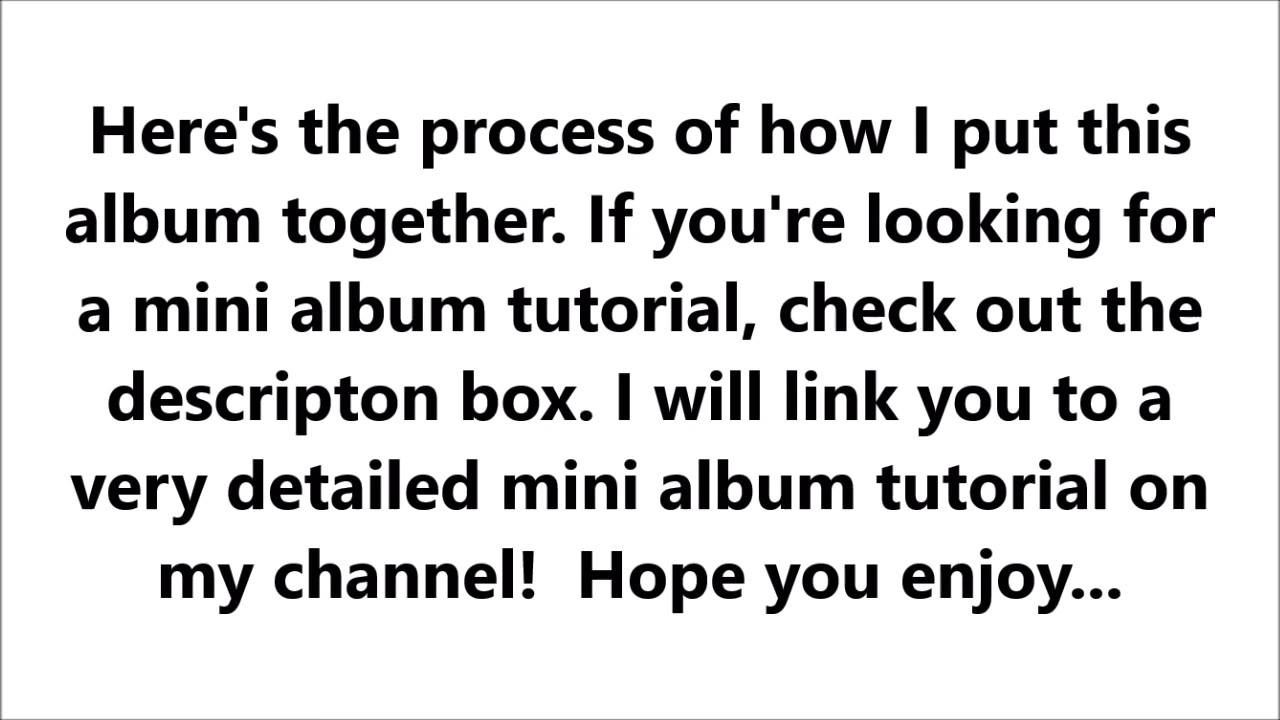 Here's the process of how I put this
album together. If you're looking for
a mini album tutorial, check out the
descripton box. I will link you to a
very detailed mini album tutorial on
my channel!  Hope you enjoy...